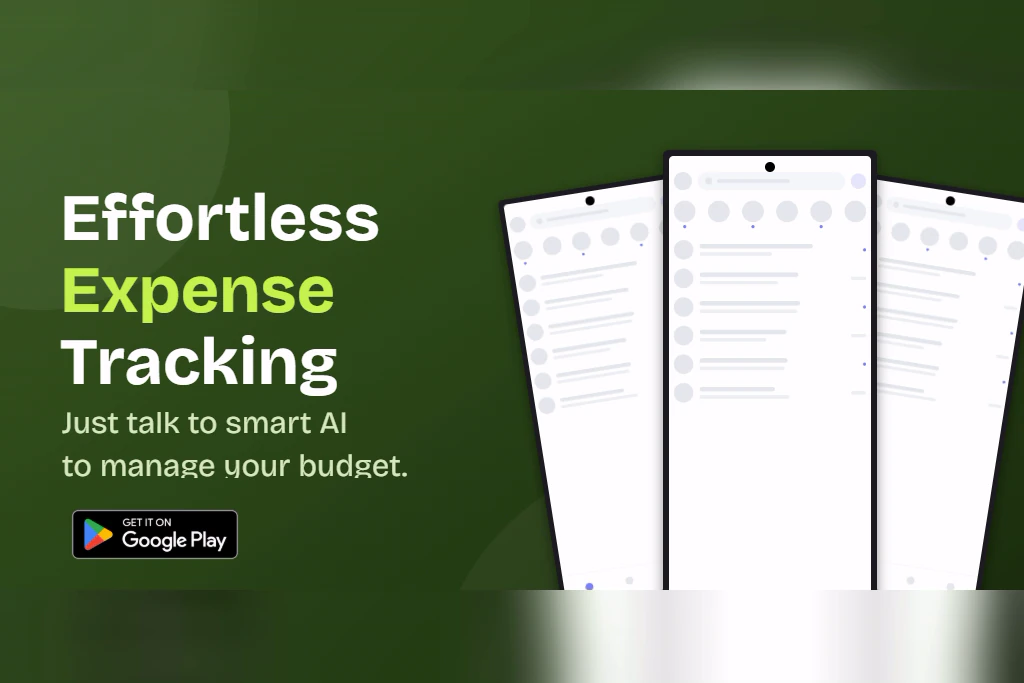 Effortless
Expense
Tracking
Just talk to smart AI
to manage your budget.
GET IT ON
Google Play